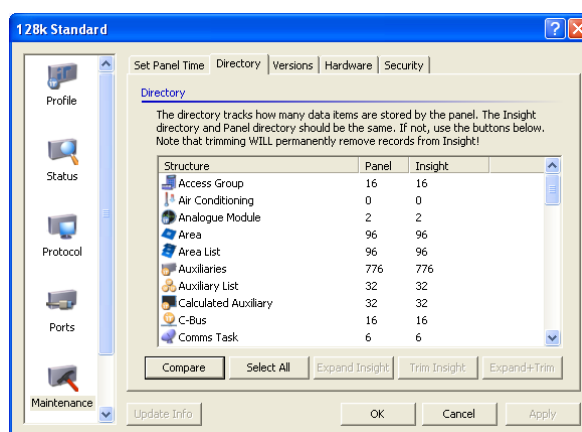 128k Standard
Profile
Status
Protocol
Ports
Maintenance
Set Panel Time Directory Versions Hardware Security
Directory
The directory tracks how many data items are stored by the panel. The Insight
directory and Panel directory should be the same. If not, use the buttons below.
Note that trimming WILL permanently remove records from Insight!
Structure Panel Insight
Access Group 16 16
Air Conditioning 0 0
Analogue Module 2 2
Area 96 96
Area List 96 96
Auxiliaries 776 776
Auxiliary List 32 32
Calculated Auxiliary 32 32
C-Bus 16 16
Comms Task 6 6
Compare Select All Expand Insight Trim Insight Expand+Trim
Update Info OK Cancel Apply